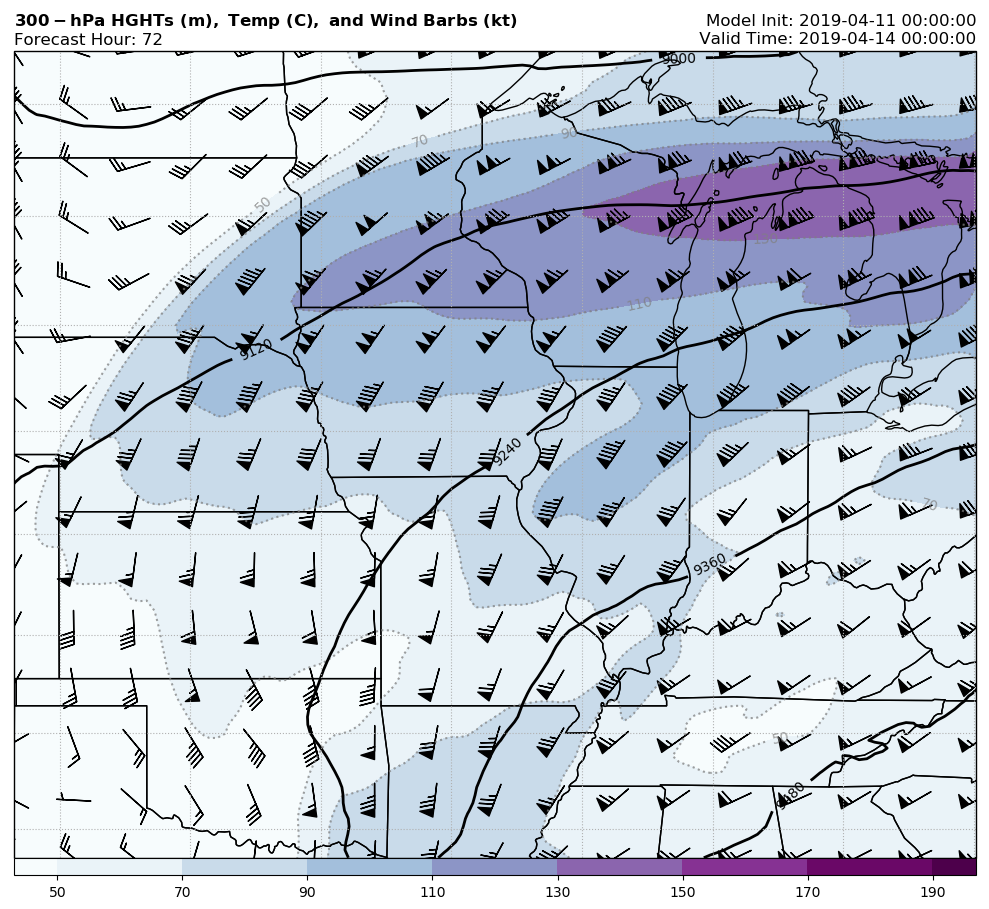 300−hPa HGHTs (m), Temp (C), and Wind Barbs (kt)
Model Init: 2019-04-11 00:00:00
Forecast Hour: 72
Valid Time: 2019-04-14 00:00:00
9000
70
90
50
110
9120
9240
70
9360
50
9480
50 70 90 110 130 150 170 190